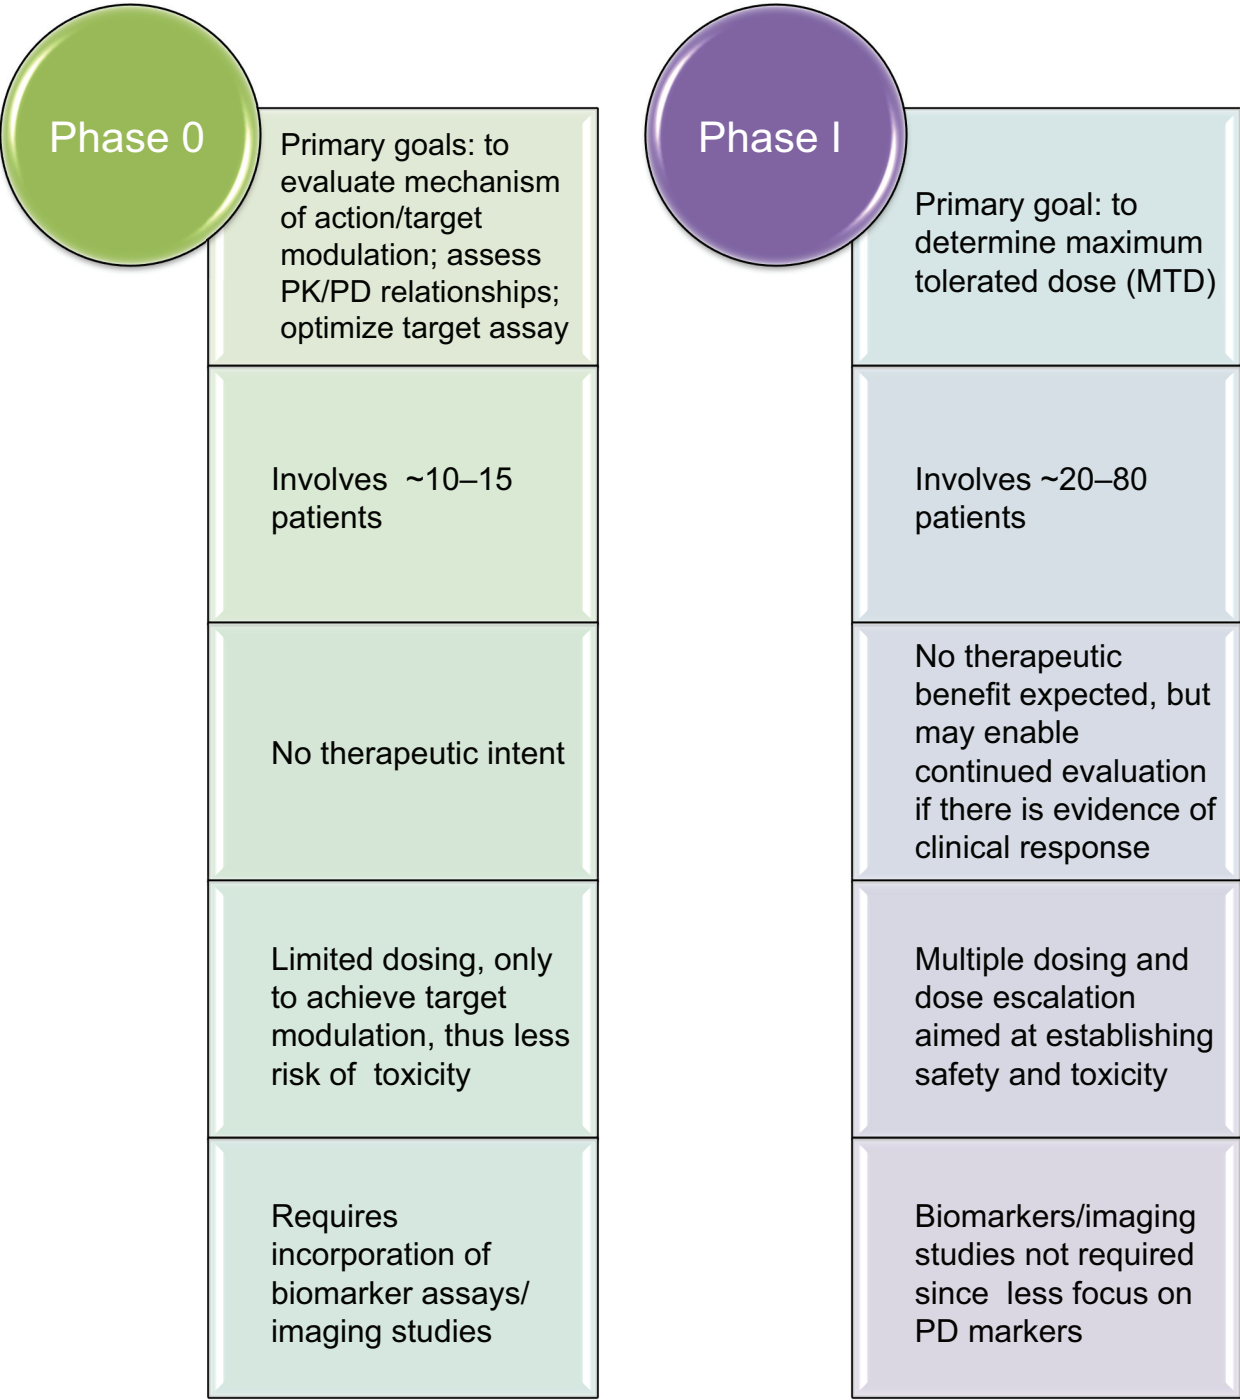 Phase 0
Primary goals: to
evaluate mechanism
of action/target
modulation; assess
PK/PD relationships;
optimize target assay
Involves ~10–15
patients
No therapeutic intent
Limited dosing, only
to achieve target
modulation, thus less
risk of toxicity
Requires
incorporation of
biomarker assays/
imaging studies
Phase I
Primary goal: to
determine maximum
tolerated dose (MTD)
Involves ~20–80
patients
No therapeutic
benefit expected, but
may enable
continued evaluation
if there is evidence of
clinical response
Multiple dosing and
dose escalation
aimed at establishing
safety and toxicity
Biomarkers/imaging
studies not required
since less focus on
PD markers